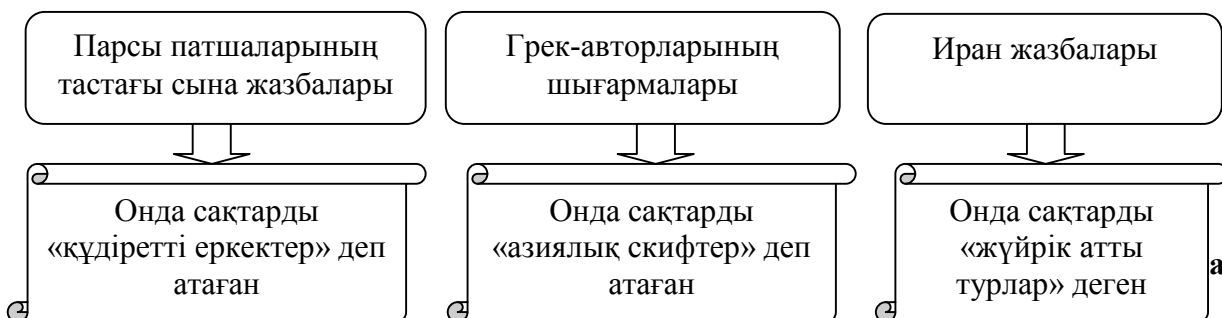 Парсы патшаларының
тастағы сына жазбалары
Грек-авторларының
шығармалары
Иран жазбалары
Онда сақтарды
«құдіретті еркектер» деп
атаған
Онда сақтарды
«азиялық скифтер» деп
атаған
Онда сақтарды
«жүйрік атты
турлар» деген
а